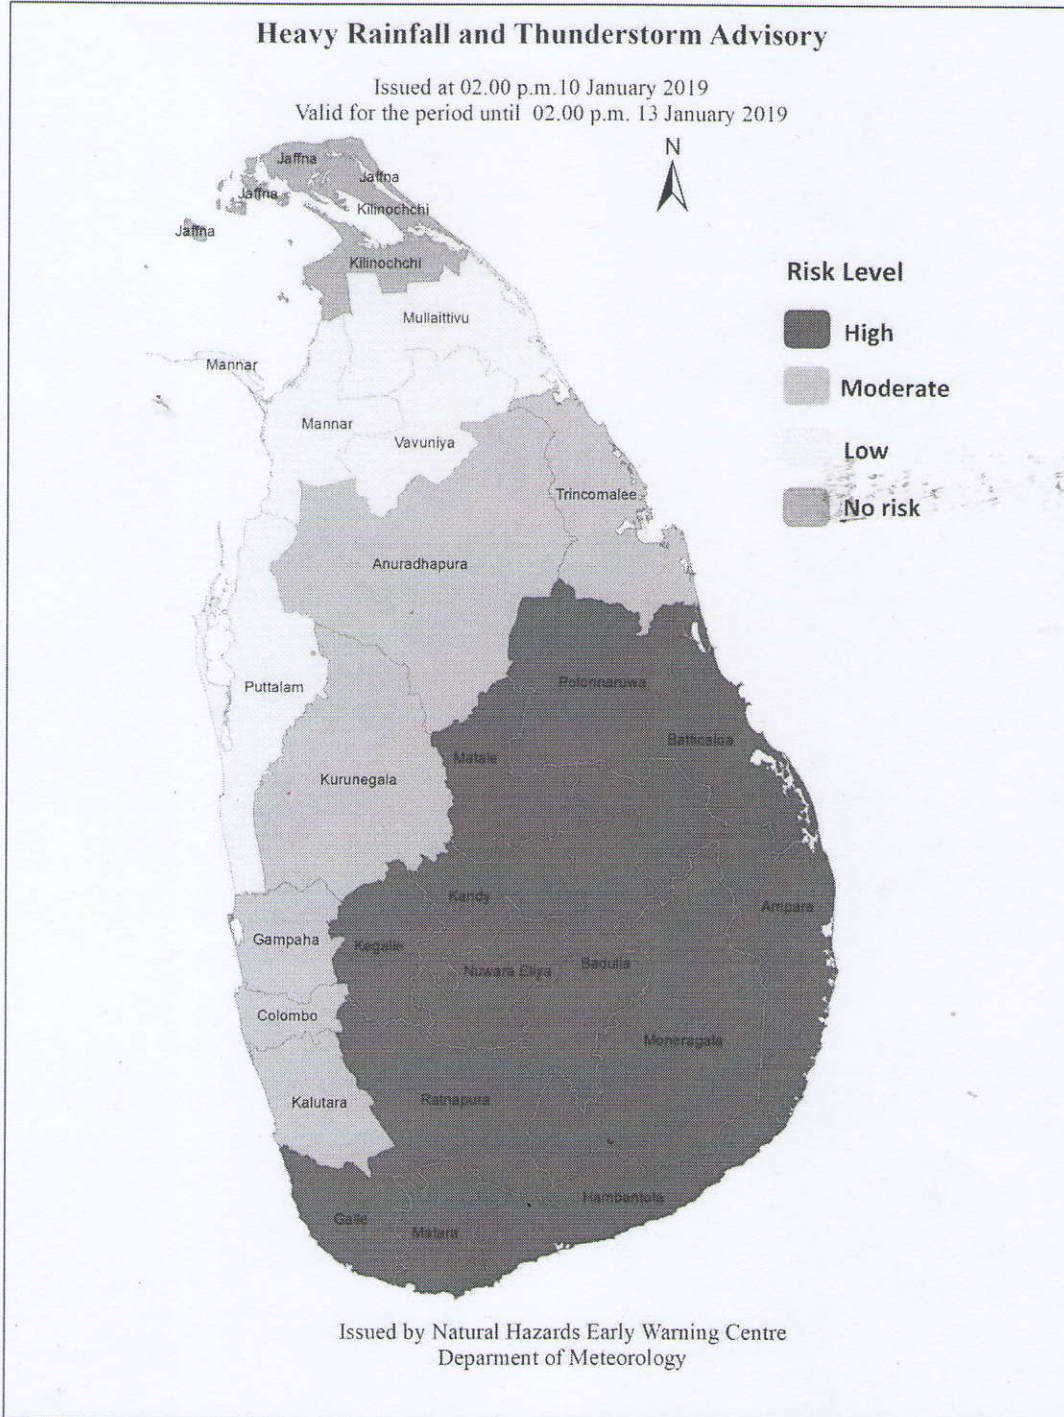 Heavy Rainfall and Thunderstorm Advisory
Issued at 02.00 p.m.10 January 2019
Valid for the period until 02.00 p.m. 13 January 2019
N
Jaffna
Jaffna
Jaffna
Kilinochchi
Jaffna
Kilinochchi
Risk Level
Mullaittivu
High
Mannar
Moderate
Mannar
Vavuniya
Low
Trincomalee
No risk
Anuradhapura
Polonnaruwa
Puttalam
Batticaloa
Matale
Kurunegala
Kandy
Ampara
Gampaha
Kegalle
Nuwara Eliya
Badulla
Colombo
Moneragala
Kalutara
Ratnapura
Hambantota
Galle
Matara
Issued by Natural Hazards Early Warning Centre
Deparment of Meteorology